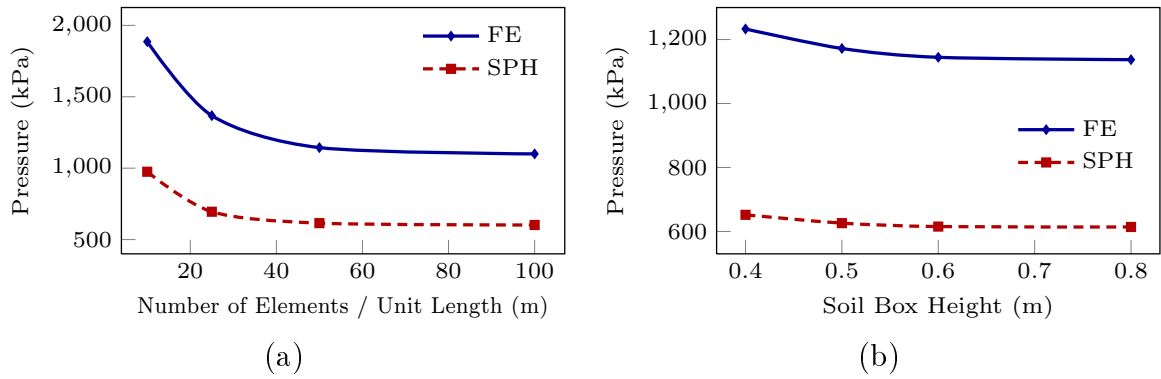 Pressure (kPa)
2,000
1,500
1,000
500
20 40 60 80 100
Number of Elements / Unit Length (m)
FE
SPH
(a)
Pressure (kPa)
1,200
1,000
800
600
0.4 0.5 0.6 0.7 0.8
Soil Box Height (m)
FE
SPH
(b)